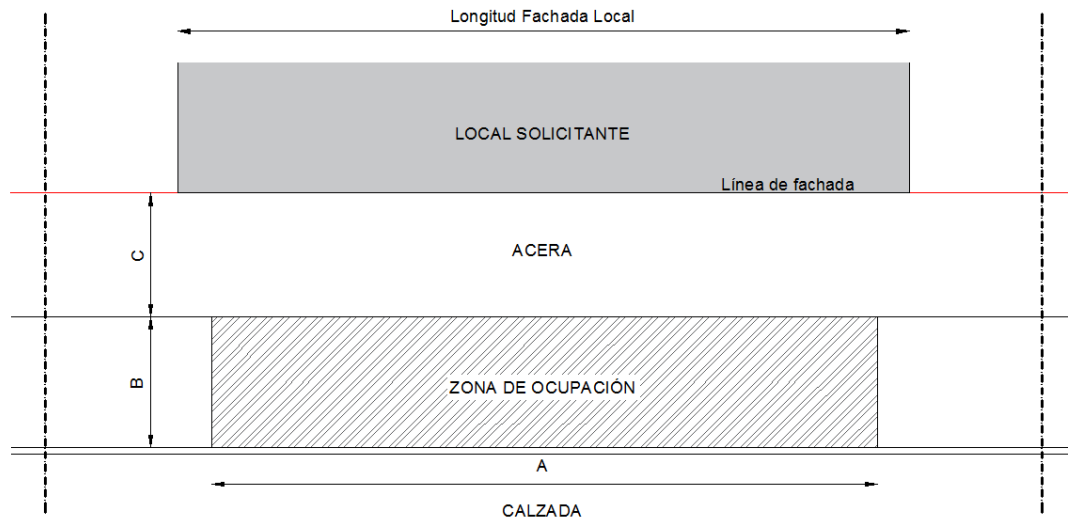 Longitud Fachada Local
LOCAL SOLICITANTE
Línea de fachada
C
ACERA
B
ZONA DE OCUPACIÓN
A
CALZADA